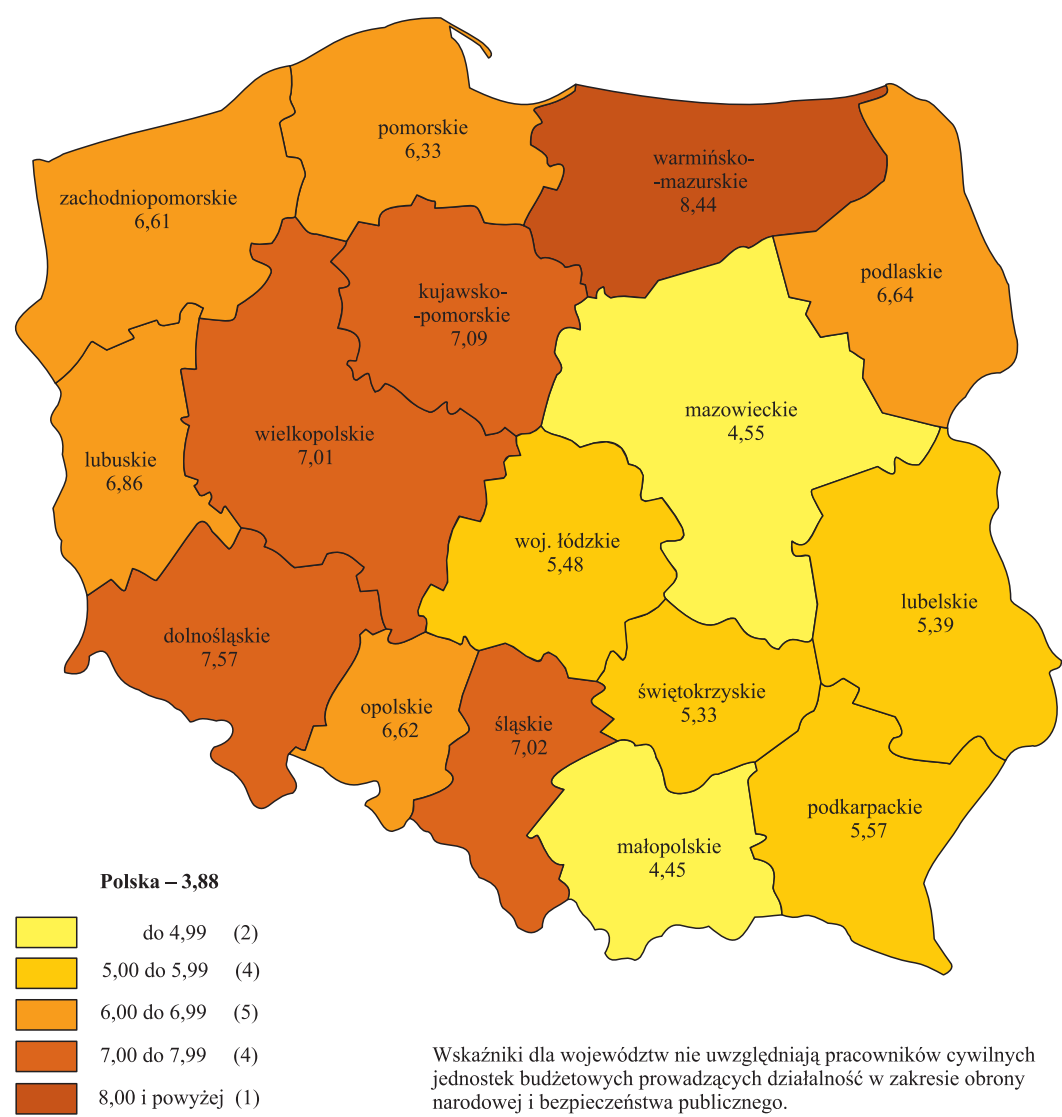 pomorskie
6,33
warmińsko-
-mazurskie
8,44
zachodniopomorskie
6,61
podlaskie
6,64
kujawsko-
-pomorskie
7,09
mazowieckie
4,55
wielkopolskie
7,01
lubuskie
6,86
woj. łódzkie
5,48
lubelskie
5,39
dolnośląskie
7,57
świętokrzyskie
5,33
opolskie
6,62
śląskie
7,02
podkarpackie
5,57
małopolskie
4,45
Polska – 3,88
do 4,99 (2)
5,00 do 5,99 (4)
6,00 do 6,99 (5)
7,00 do 7,99 (4)
8,00 i powyżej (1)
Wskaźniki dla województw nie uwzględniają pracowników cywilnych
jednostek budżetowych prowadzących działalność w zakresie obrony
narodowej i bezpieczeństwa publicznego.